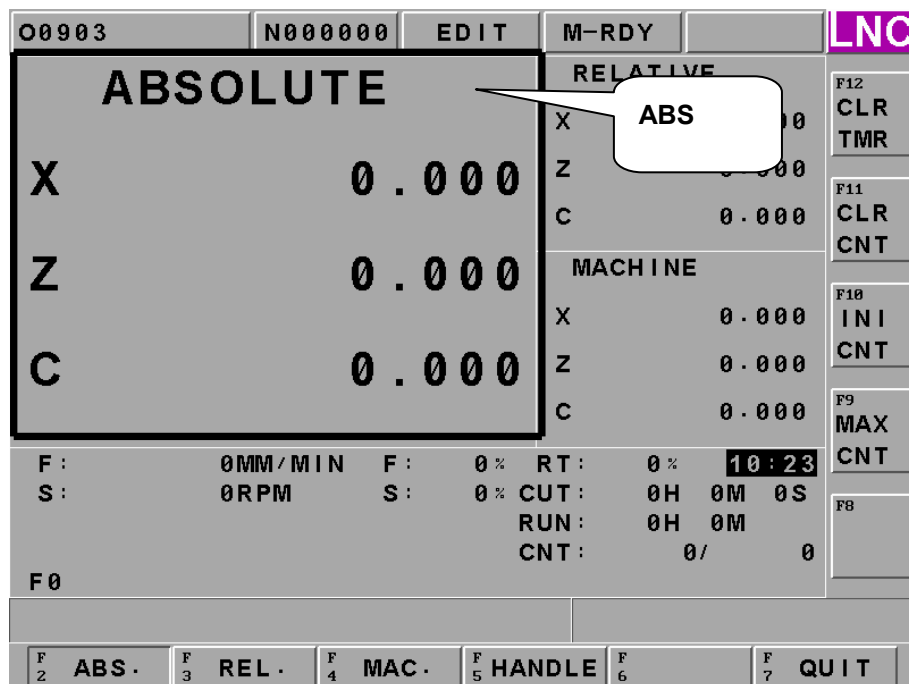 O0903 N000000 EDIT M-RDY LNC
ABSOLUTE
X 0.000
Z 0.000
C 0.000
RELATIVE
ABS
X
Z
C 0.000
MACHINE
X 0.000
Z 0.000
C 0.000
F: 0MM/MIN F: 0% RT: 0% 10:23
S: 0RPM S: 0% CUT: 0H 0M 0S
RUN: 0H 0M
CNT: 0/ 0
F0
F12
CLR
TMR
F11
CLR
CNT
F10
INI
CNT
F9
MAX
CNT
F8
F2 ABS. F3 REL. F4 MAC. F5 HANDLE F6 F7 QUIT